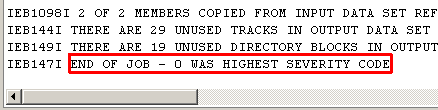 IEB1098I 2 OF 2 MEMBERS COPIED FROM INPUT DATA SET REF
IEB144I THERE ARE 29 UNUSED TRACKS IN OUTPUT DATA SET
IEB149I THERE ARE 19 UNUSED DIRECTORY BLOCKS IN OUTPUT
IEB147I END OF JOB - 0 WAS HIGHEST SEVERITY CODE